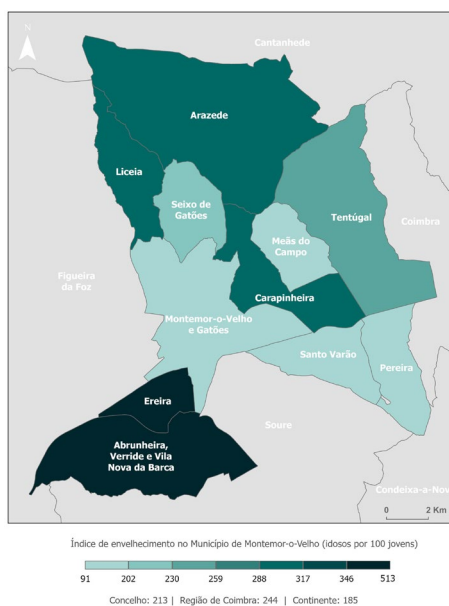 N
Cantanhede
Arazede
Liceia
Seixo de
Gatões
Tentúgal
Coimbra
Meãs do
Campo
Figueira
da Foz
Carapinheira
Montemor-o-Velho
e Gatões
Santo Varão
Pereira
Ereira
Soure
Abrunheira,
Verride e Vila
Nova da Barca
Condeixa-a-Nova
0 2 Km
Índice de envelhecimento no Município de Montemor-o-Velho (idosos por 100 jovens)
91 202 230 259 288 317 346 513
Concelho: 213 | Região de Coimbra: 244 | Continente: 185